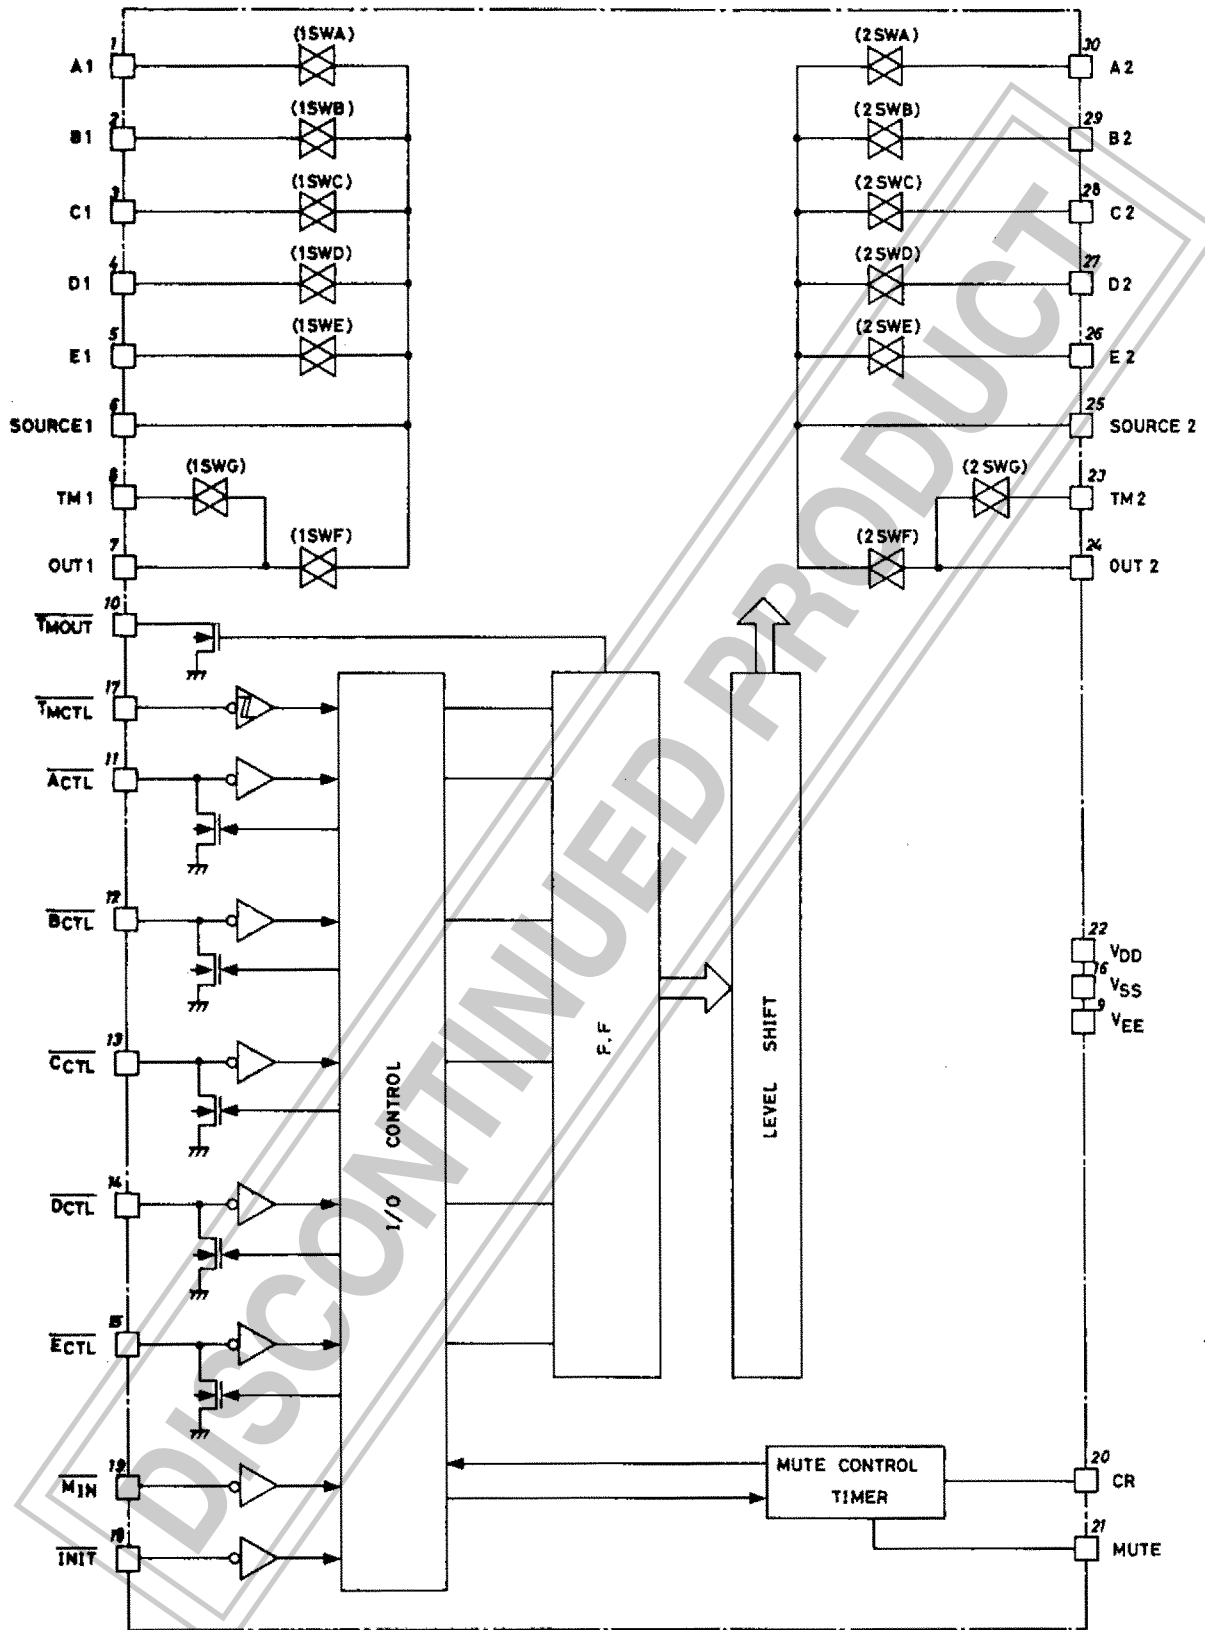 (1SWA)
(2SWA)
1
30
A1
A2
(1SWB)
(2SWB)
2
29
B1
B2
(1SWC)
(2SWC)
3
28
C1
C2
(1SWD)
(2SWD)
4
27
D1
D2
(1SWE)
(2SWE)
5
26
E1
E2
6
25
SOURCE1
SOURCE 2
(1SWG)
(2SWG)
8
23
TM1
TM2
(1SWF)
(2SWF)
7
24
OUT1
OUT 2
10
TMOUT
17
TMCTL
11
ACTL
12
BCTL
22
VDD
16
VSS
9
VEE
13
CCTL
I/O CONTROL
F.F
LEVEL SHIFT
14
DCTL
15
ECTL
19
MIN
MUTE CONTROL
TIMER
20
CR
18
INIT
21
MUTE
DISCONTINUED PRODUCT